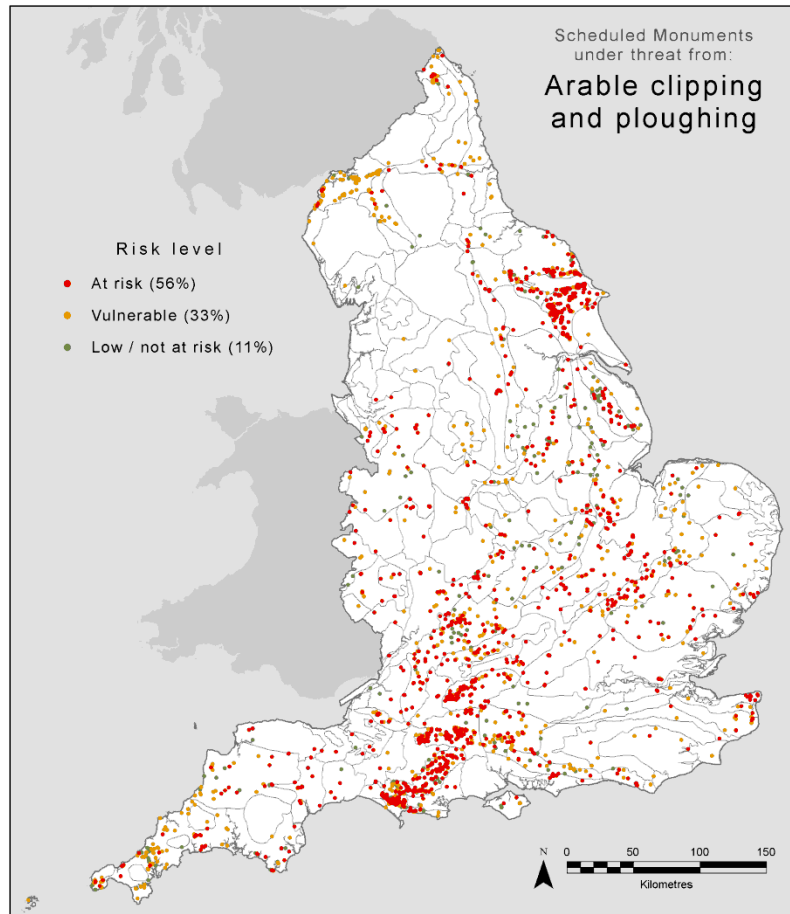 Scheduled Monuments
under threat from:
Arable clipping
and ploughing
Risk level
At risk (56%)
Vulnerable (33%)
Low / not at risk (11%)
N
0 50 100 150
Kilometres